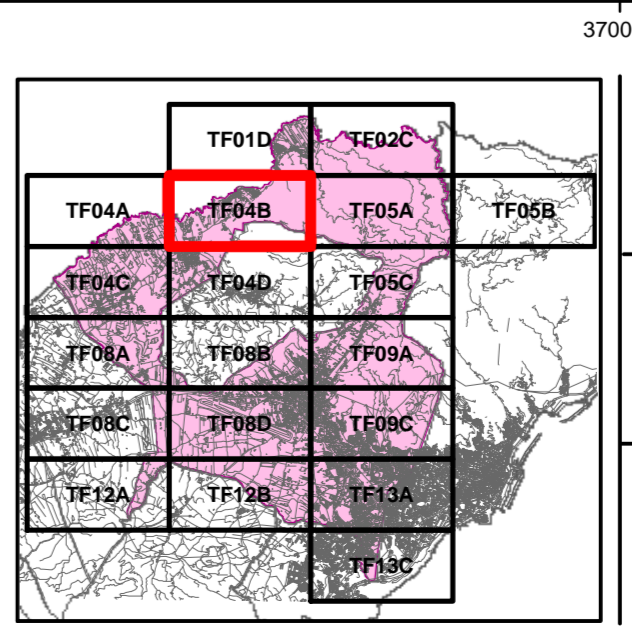 3700
TF01D TF02C
TF04A TF04B TF05A TF05B
TF04C TF04D TF05C
TF08A TF08B TF09A
TF08C TF08D TF09C
TF12A TF12B TF13A
TF13C